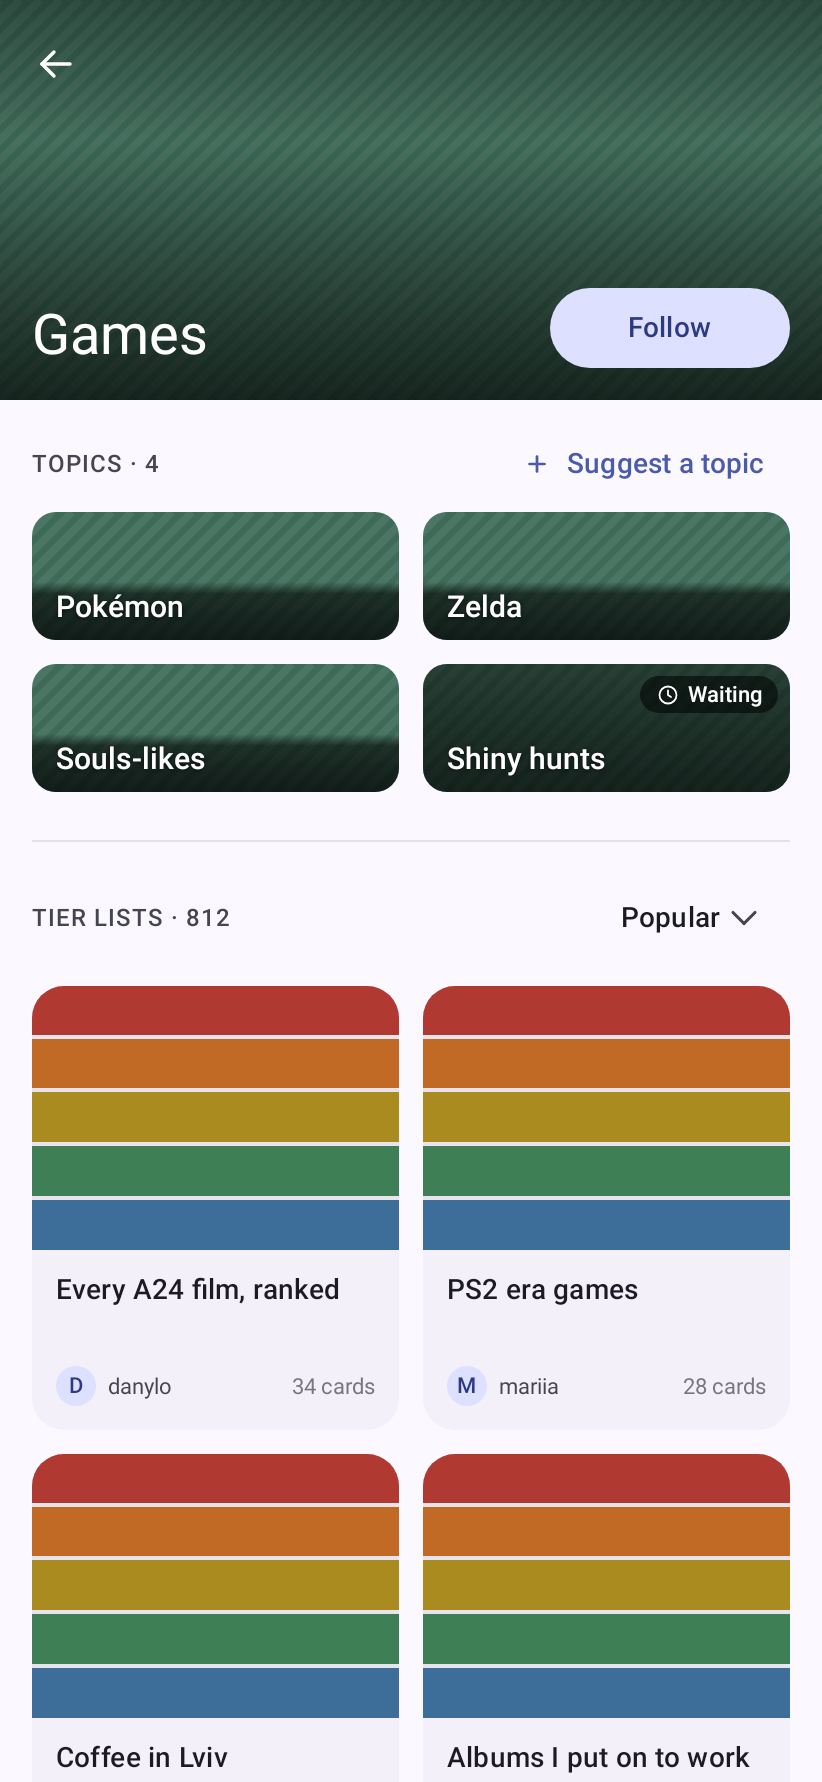 Games
Follow
TOPICS · 4
+ Suggest a topic
Pokémon
Zelda
Souls-likes
Waiting
Shiny hunts
TIER LISTS · 812
Popular
Every A24 film, ranked
D danylo 34 cards
PS2 era games
M mariia 28 cards
Coffee in Lviv
Albums I put on to work